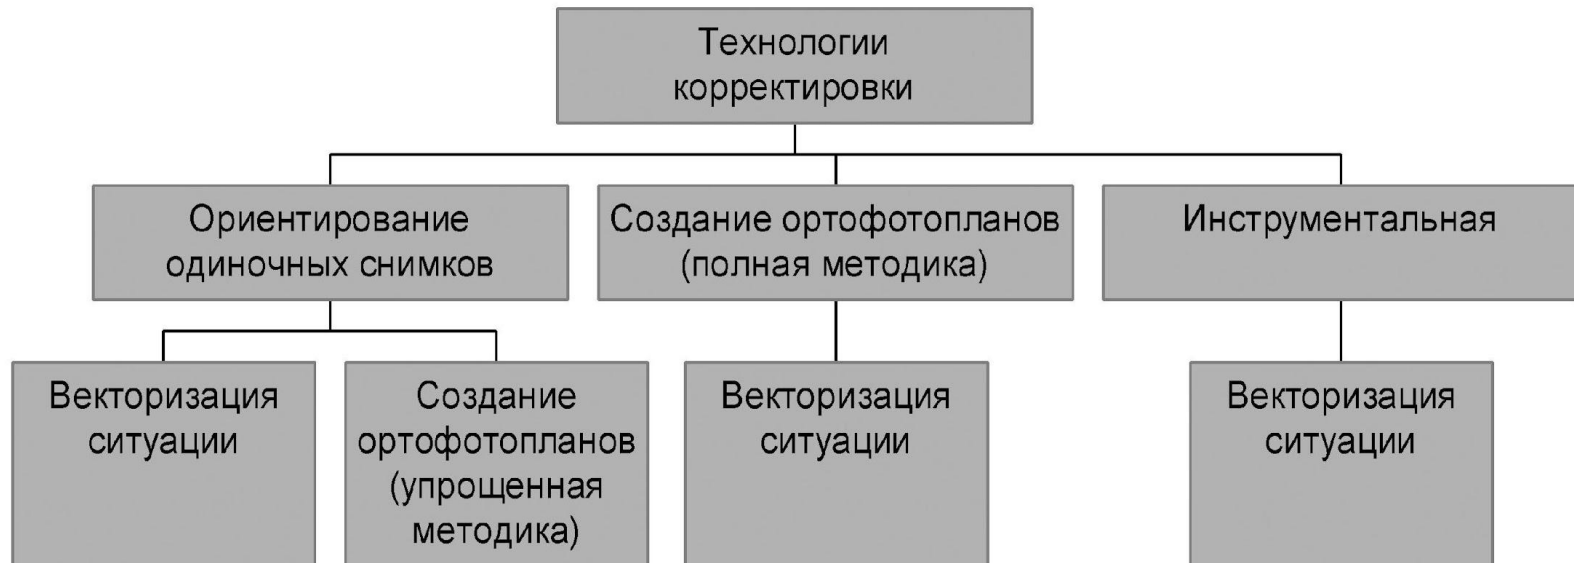 Технологии
корректировки
Ориентирование
одиночных снимков
Создание ортофотопланов
(полная методика)
Инструментальная
Векторизация
ситуации
Создание
ортофотопланов
(упрощенная
методика)
Векторизация
ситуации
Векторизация
ситуации